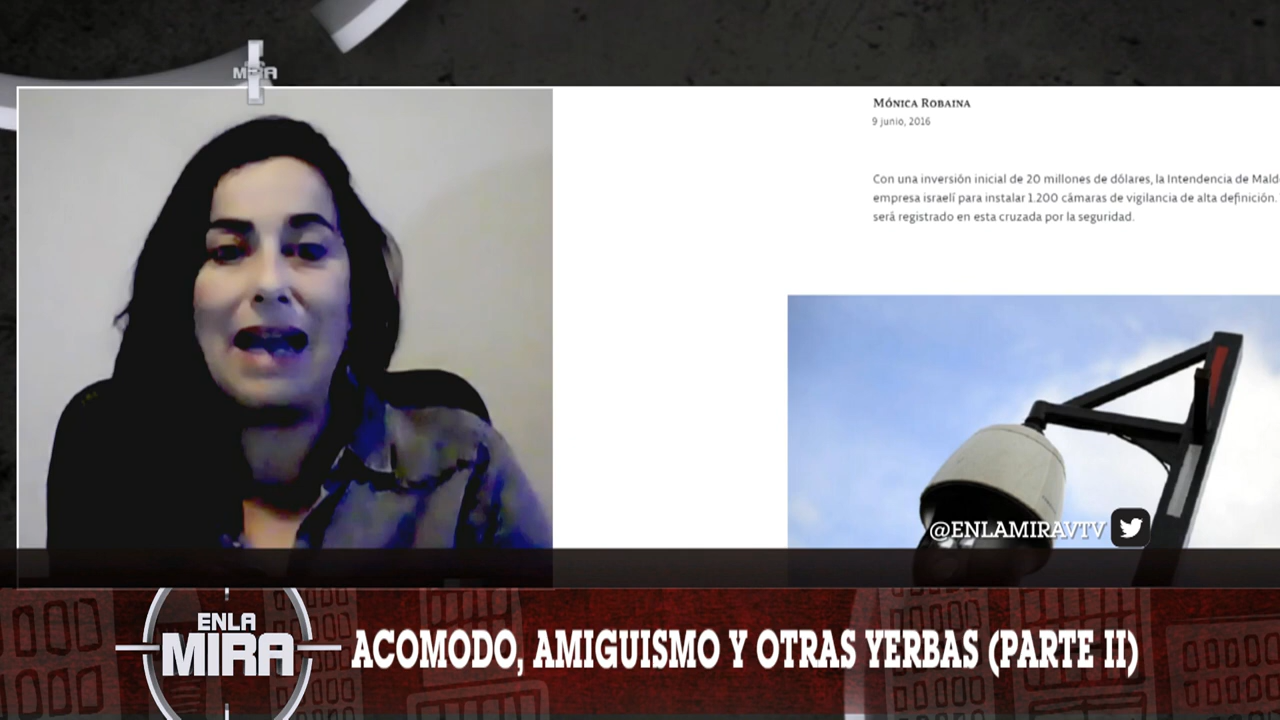 MIRA
MÓNICA ROBAINA
9 junio, 2016
Con una inversión inicial de 20 millones de dólares, la Intendencia de Mald
empresa israelí para instalar 1.200 cámaras de vigilancia de alta definición.
será registrado en esta cruzada por la seguridad.
@ENLAMIRAVTV
ENLA
MIRA
ACOMODO, AMIGUISMO Y OTRAS YERBAS (PARTE II)